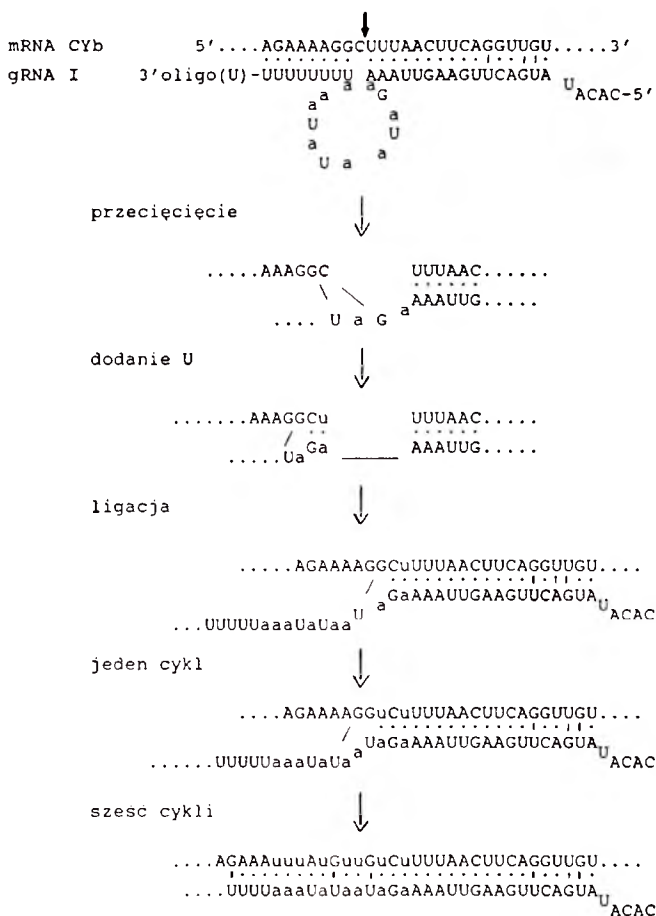 mRNA CYb 5'....AGAAAAGGCUUUAACUUCAGGUUGU.....3'
gRNA I 3'oligo(U)-UUUUUUUU AAAUUGAAGUUCAGUA
U
ACAC-5'
a a
a G
a a
U U
a a
U a
przecięcięcie
.....AAAGGC UUUAAC......
.... U a G a AAAUUG....
dodanie U
........AAAGGCu UUUAAC.....
.....Ua Ga AAAUUG.....
ligacja
.....AGAAAAGGCuUUUAACUUCAGGUUGU....
...UUUUUaaaUaUaa U a GaAAAUUGAAGUUCAGUA U ACAC
jeden cykl
....AGAAAAGGuCuUUUAACUUCAGGUUGU....
......UUUUUaaaUaUa a UaGaAAAUUGAAGUUCAGUA U ACAC
sześć cykli
....AGAAAuuuAuGuuGuCuUUUAACUUCAGGUUGU....
....UUUUaaaUaUaaUaGaAAAUUGAAGUUCAGUA U ACAC